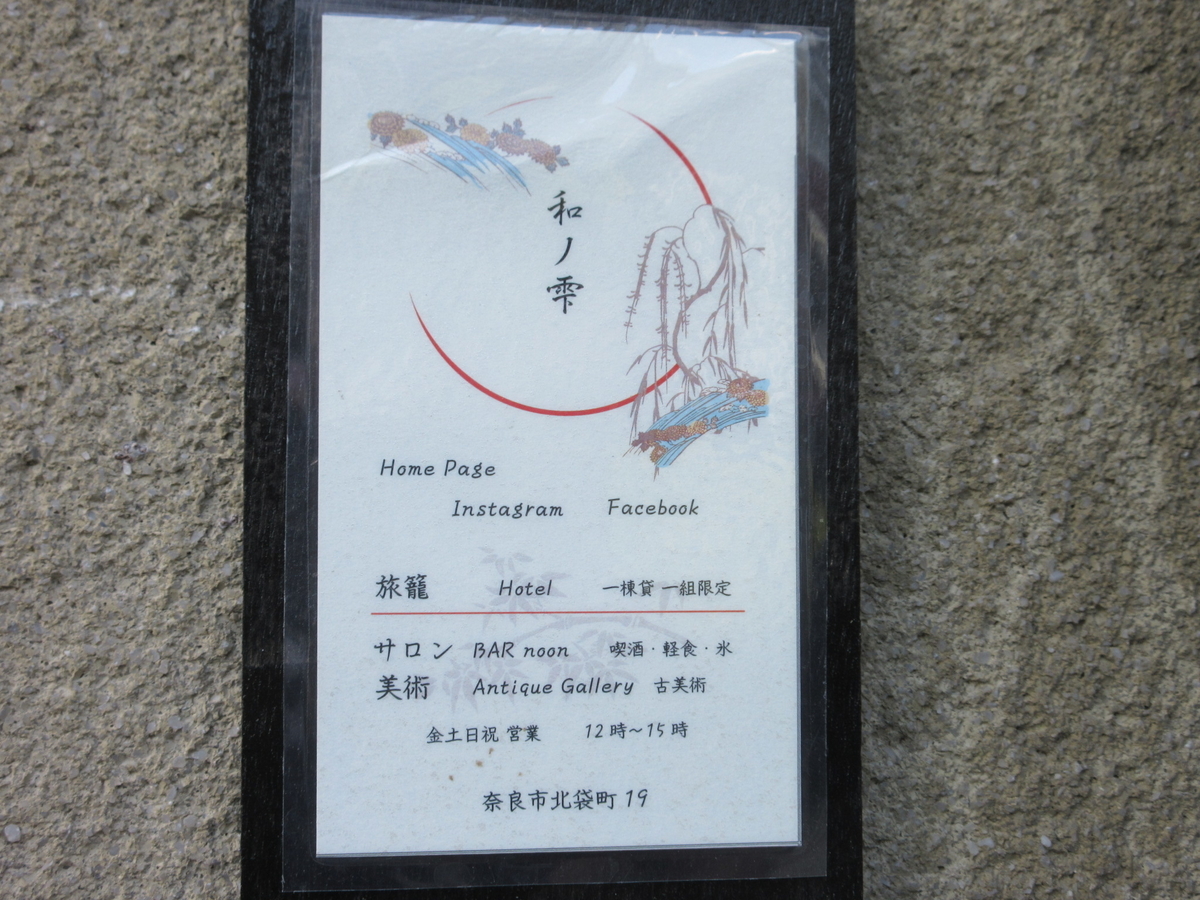 和ノ雫
Home Page
Instagram Facebook
旅籠 Hotel 一棟貸 一組限定
サロン BAR noon 喫酒・軽食・氷
美術 Antique Gallery 古美術
金土日祝 営業 12時〜15時
奈良市北袋町19